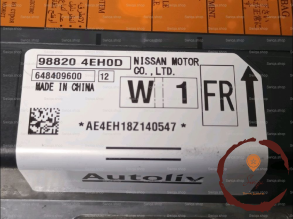 98820 4EH0D
NISSAN MOTOR
CO.,LTD.
648409600 12
MADE IN CHINA
W 1 FR
*AE4EH18Z140547*
Autoliv